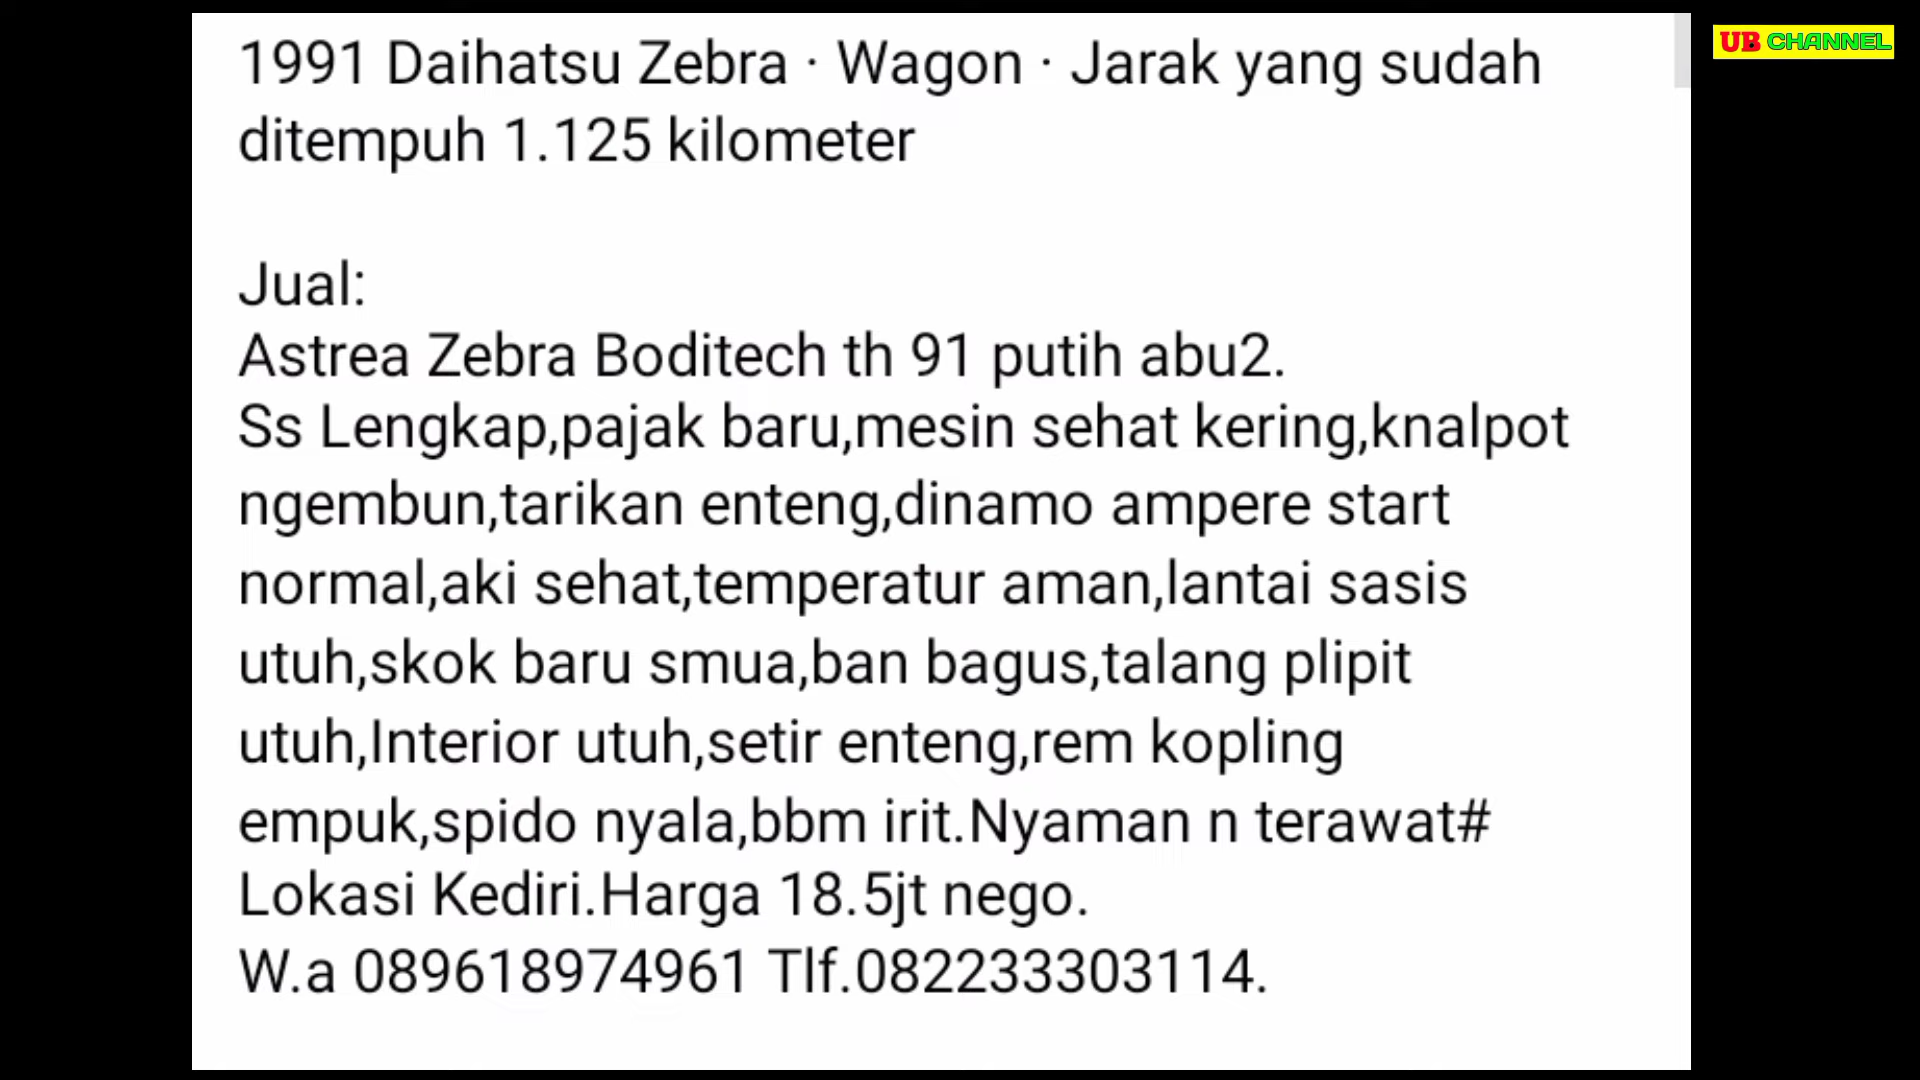 1991 Daihatsu Zebra · Wagon · Jarak yang sudah
ditempuh 1.125 kilometer
Jual:
Astrea Zebra Boditech th 91 putih abu2.
Ss Lengkap,pajak baru,mesin sehat kering,knalpot
ngembun,tarikan enteng,dinamo ampere start
normal,aki sehat,temperatur aman,lantai sasis
utuh,skok baru smua,ban bagus,talang plipit
utuh,Interior utuh,setir enteng,rem kopling
empuk,spido nyala,bbm irit.Nyaman n terawat#
Lokasi Kediri.Harga 18.5jt nego.
W.a 089618974961 Tlf.082233303114.
UB CHANNEL